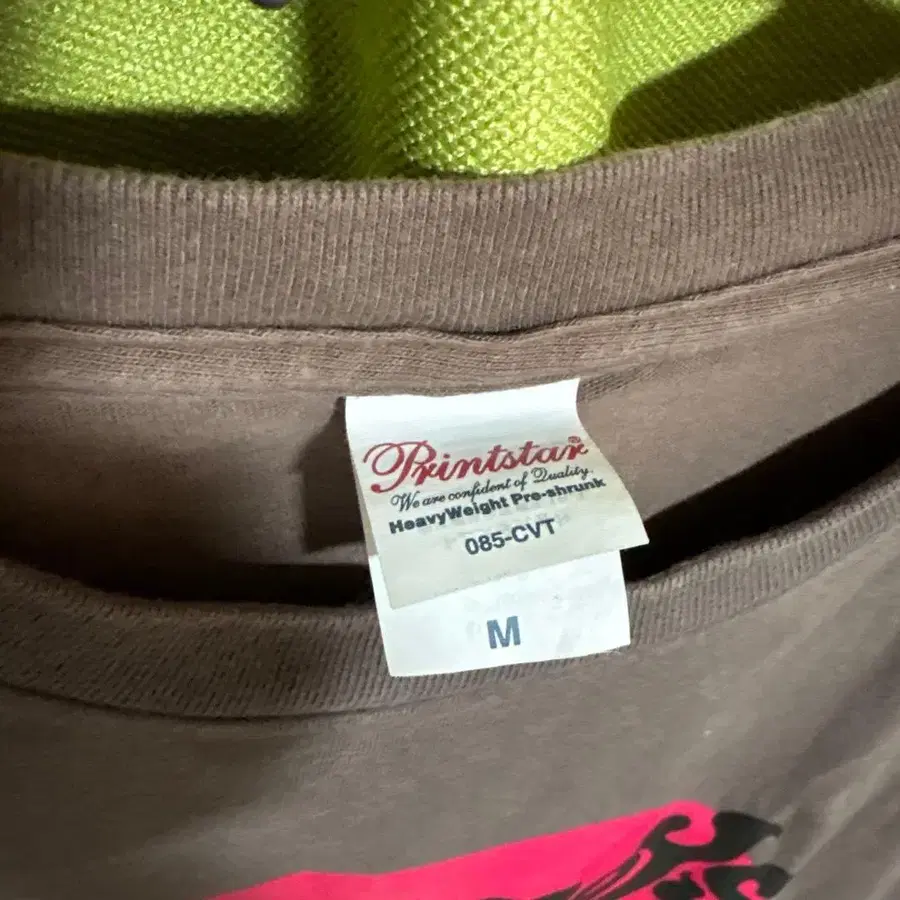 Printstar®
We are confident of Quality.
HeavyWeight Pre-shrunk
085-CVT
M